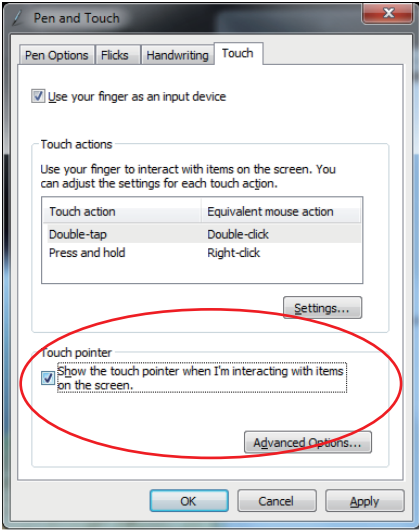 Pen and Touch
Pen Options Flicks Handwriting Touch
Use your finger as an input device
Touch actions
Use your finger to interact with items on the screen. You
can adjust the settings for each touch action.
Touch action Equivalent mouse action
Double-tap Double-click
Press and hold Right-click
Settings...
Touch pointer
Show the touch pointer when I'm interacting with items
on the screen.
Advanced Options...
OK Cancel Apply